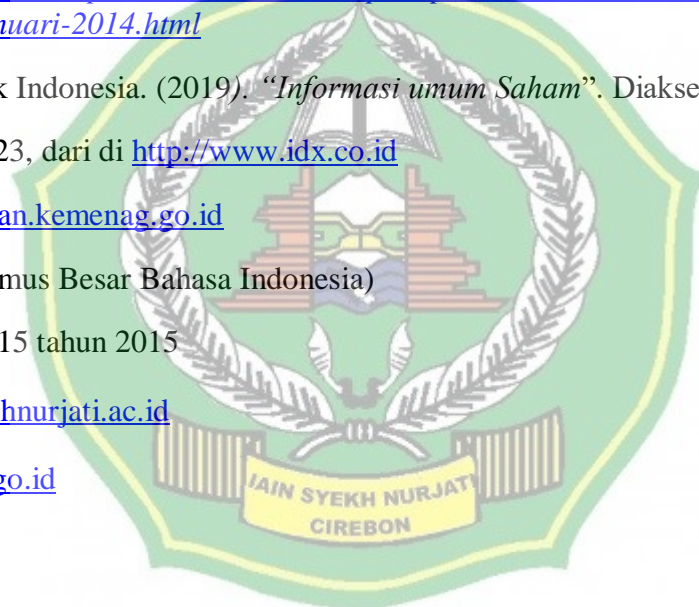 nuari-2014.html
k Indonesia. (2019). “Informasi umum Saham”. Diakse
23, dari di http://www.idx.co.id
an.kemenag.go.id
mus Besar Bahasa Indonesia)
15 tahun 2015
hnurjati.ac.id
go.id
IAIN SYEKH NURJATI
CIREBON